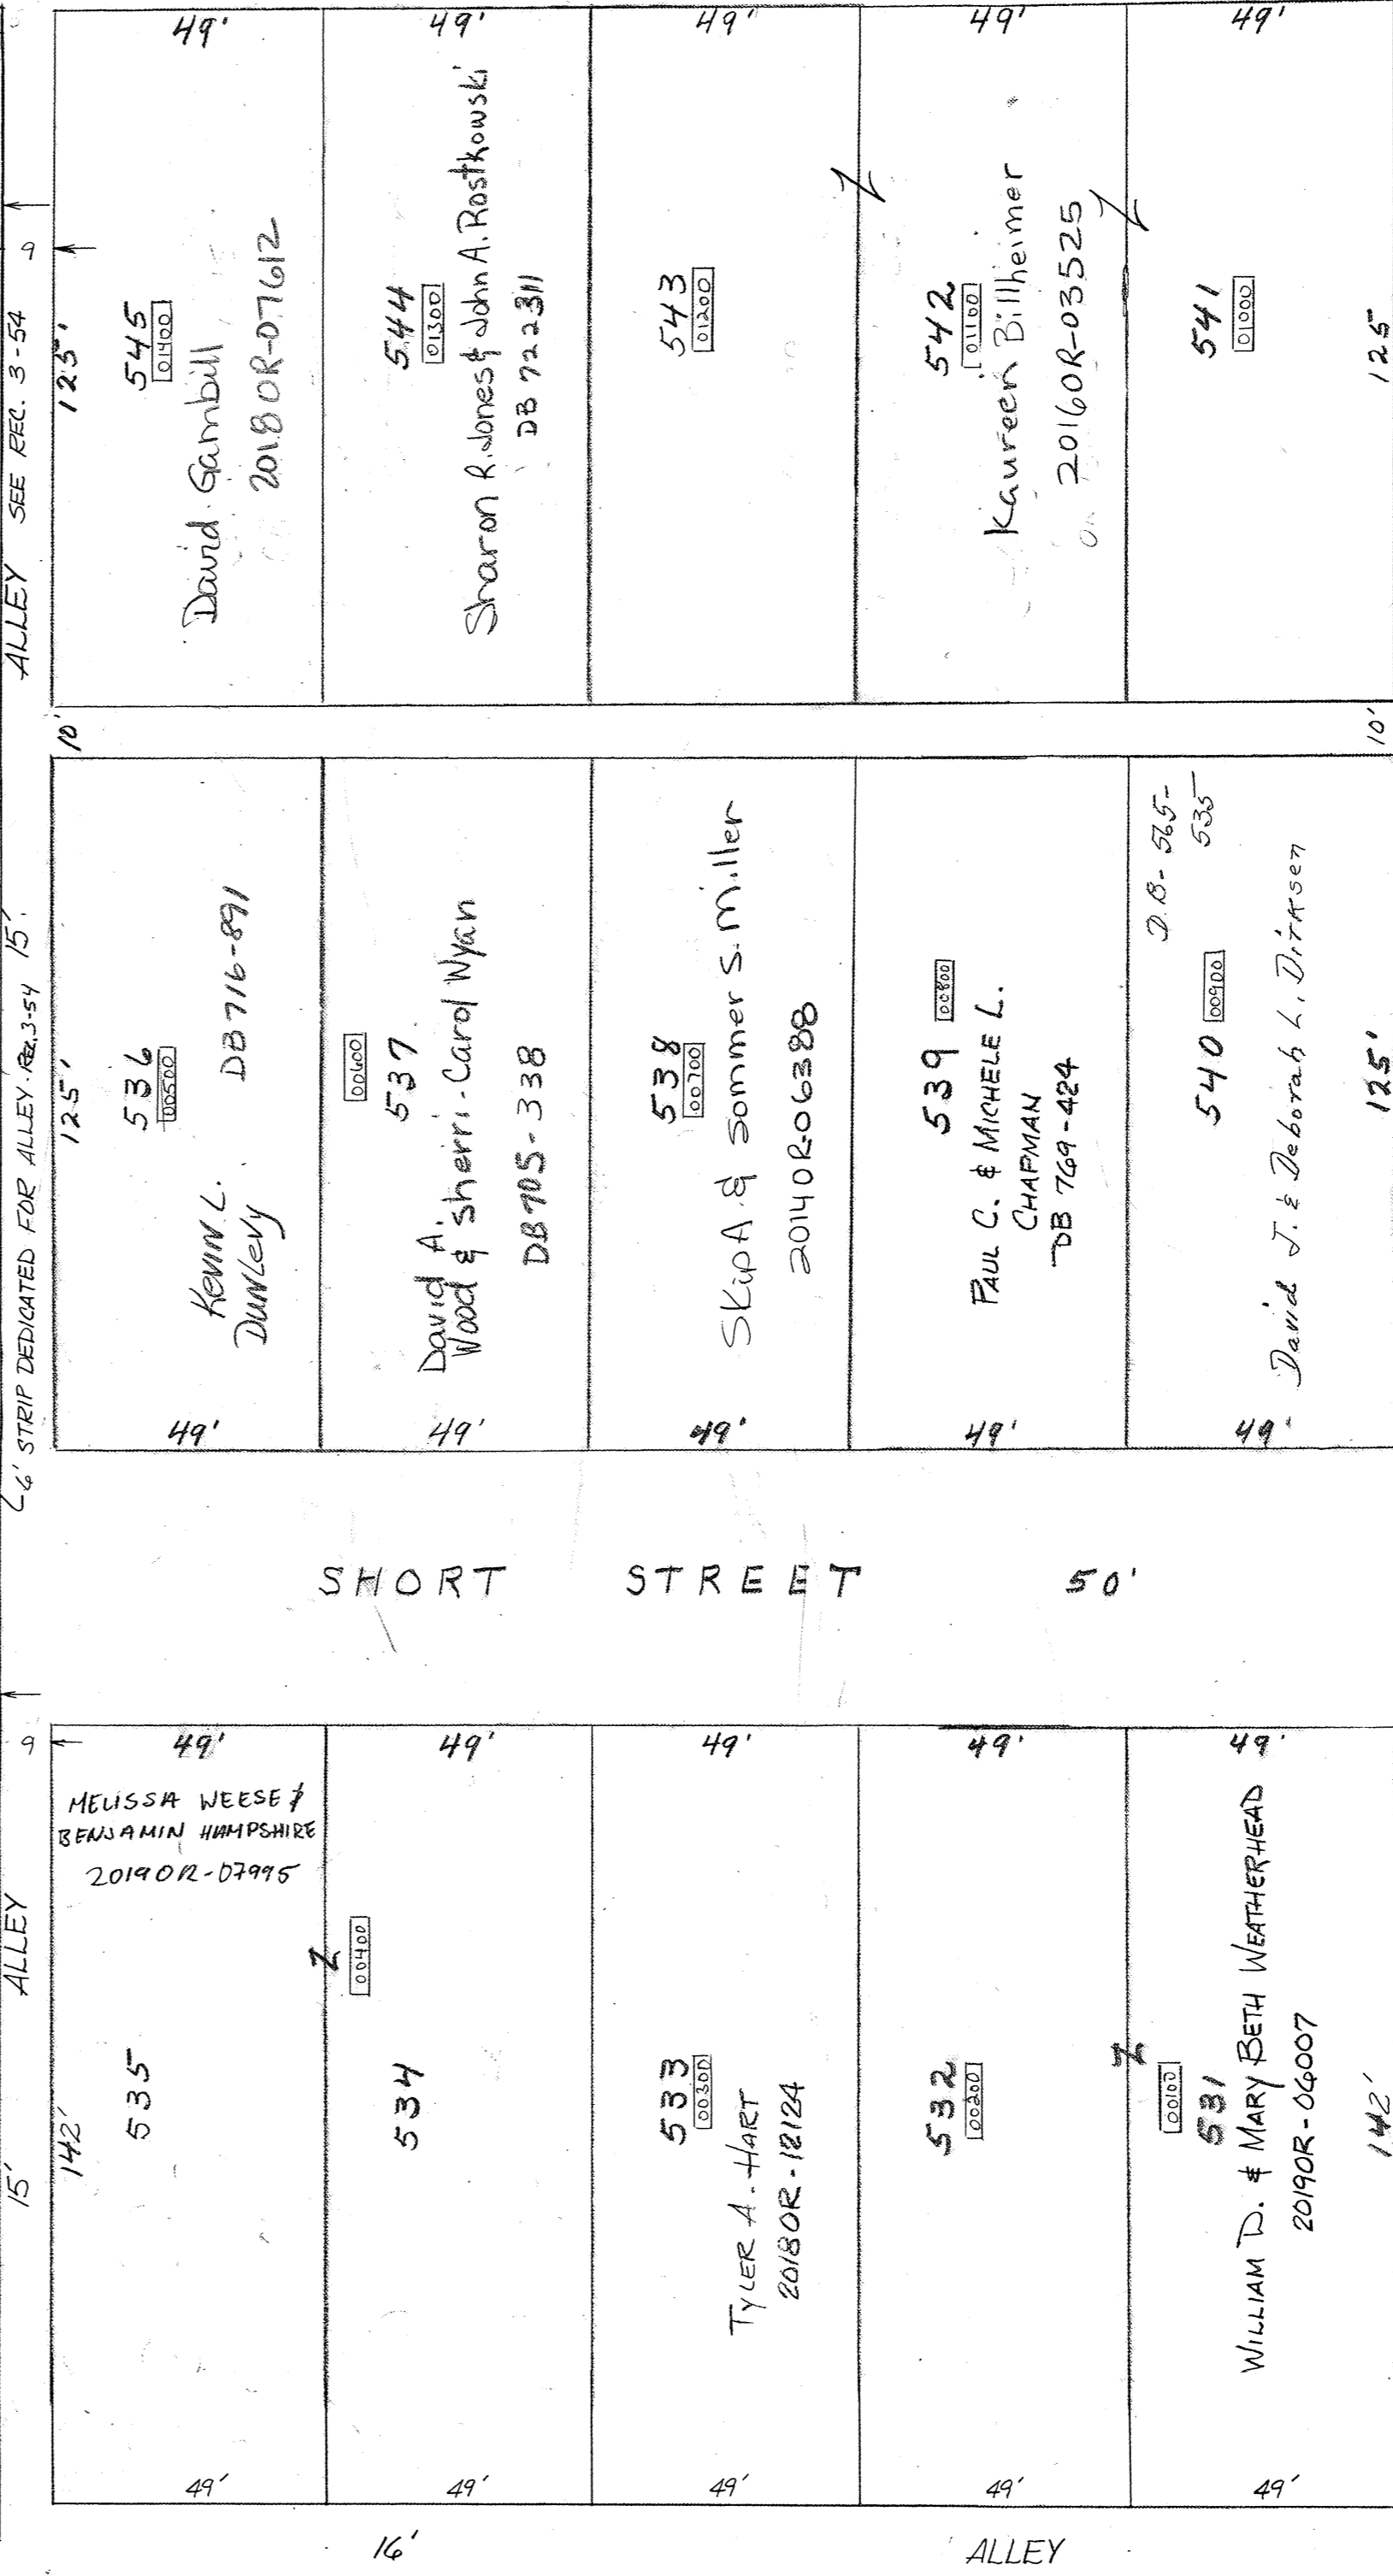 ALLEY SEE REC. 3-54
9
6' STRIP DEDICATED FOR ALLEY. REC. 3-54 15'
9
15' ALLEY
49'
49'
49'
49'
49'
125'
545
01400
David Gambill
2018OR-07612
544
01300
Sharon R. Jones & John A. Rostkowski
DB 722 311
543
01200
542
01100
Kaureen Billheimer
2016OR-03525
541
01000
125
10'
10'
125'
536
00500
Kevin L.
Dunlevy
DB 716-891
49'
00600
537
David A.
Wood & Sherri-Carol Wyan
DB 705-338
49'
538
00700
Skip A & Sommer S. Miller
2014OR-06388
49'
539
00800
PAUL C. & MICHELE L.
CHAPMAN
DB 769-424
49'
D.B- 565-
535
540
00900
David J. & Deborah L. Dirksen
49'
125'
SHORT STREET 50'
49'
49'
49'
49'
49'
MELISSA WEESE &
BENJAMIN HAMPSHIRE
2019OR-07995
142'
535
Z
00400
534
533
00300
TYLER A. HART
2018OR-12124
532
00200
Z
00100
531
WILLIAM D. & MARY BETH WEATHERHEAD
2019OR-06007
142'
49'
49'
49'
49'
49'
16'
ALLEY